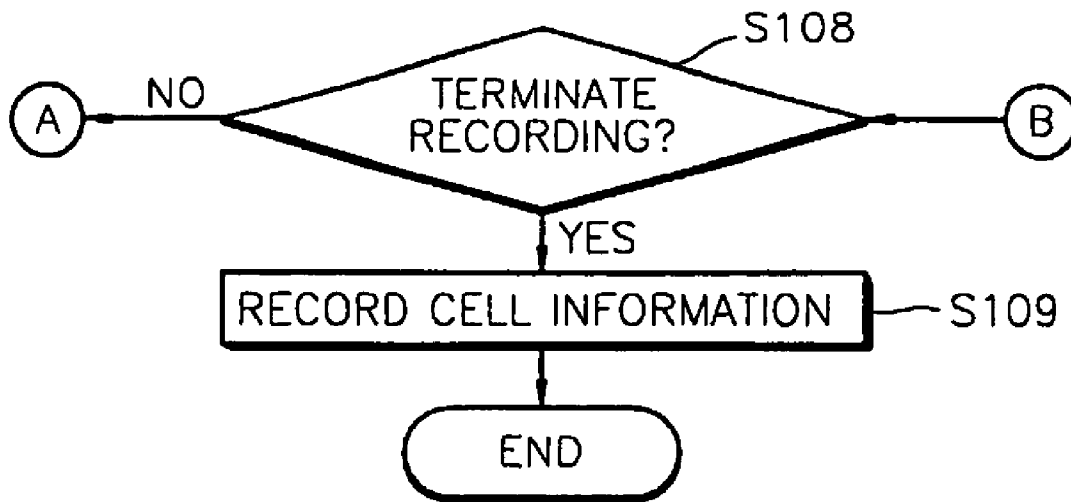 S108
NO
A
TERMINATE
RECORDING?
B
YES
RECORD CELL INFORMATION
S109
END